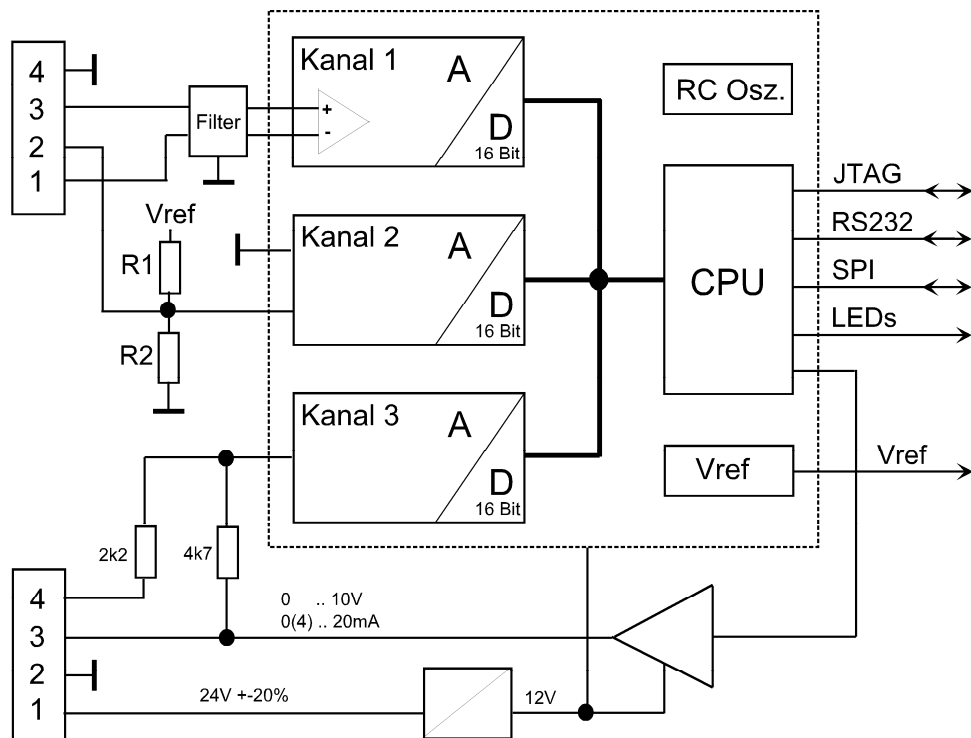 4
3
2
1
Filter
Kanal 1
+
-
A
D
16 Bit
RC Osz.
Vref
R1
R2
Kanal 2
A
D
16 Bit
CPU
JTAG
RS232
SPI
LEDs
Kanal 3
A
D
16 Bit
Vref
Vref
2k2
4k7
4
3
2
1
0 .. 10V
0(4) .. 20mA
24V +-20%
12V